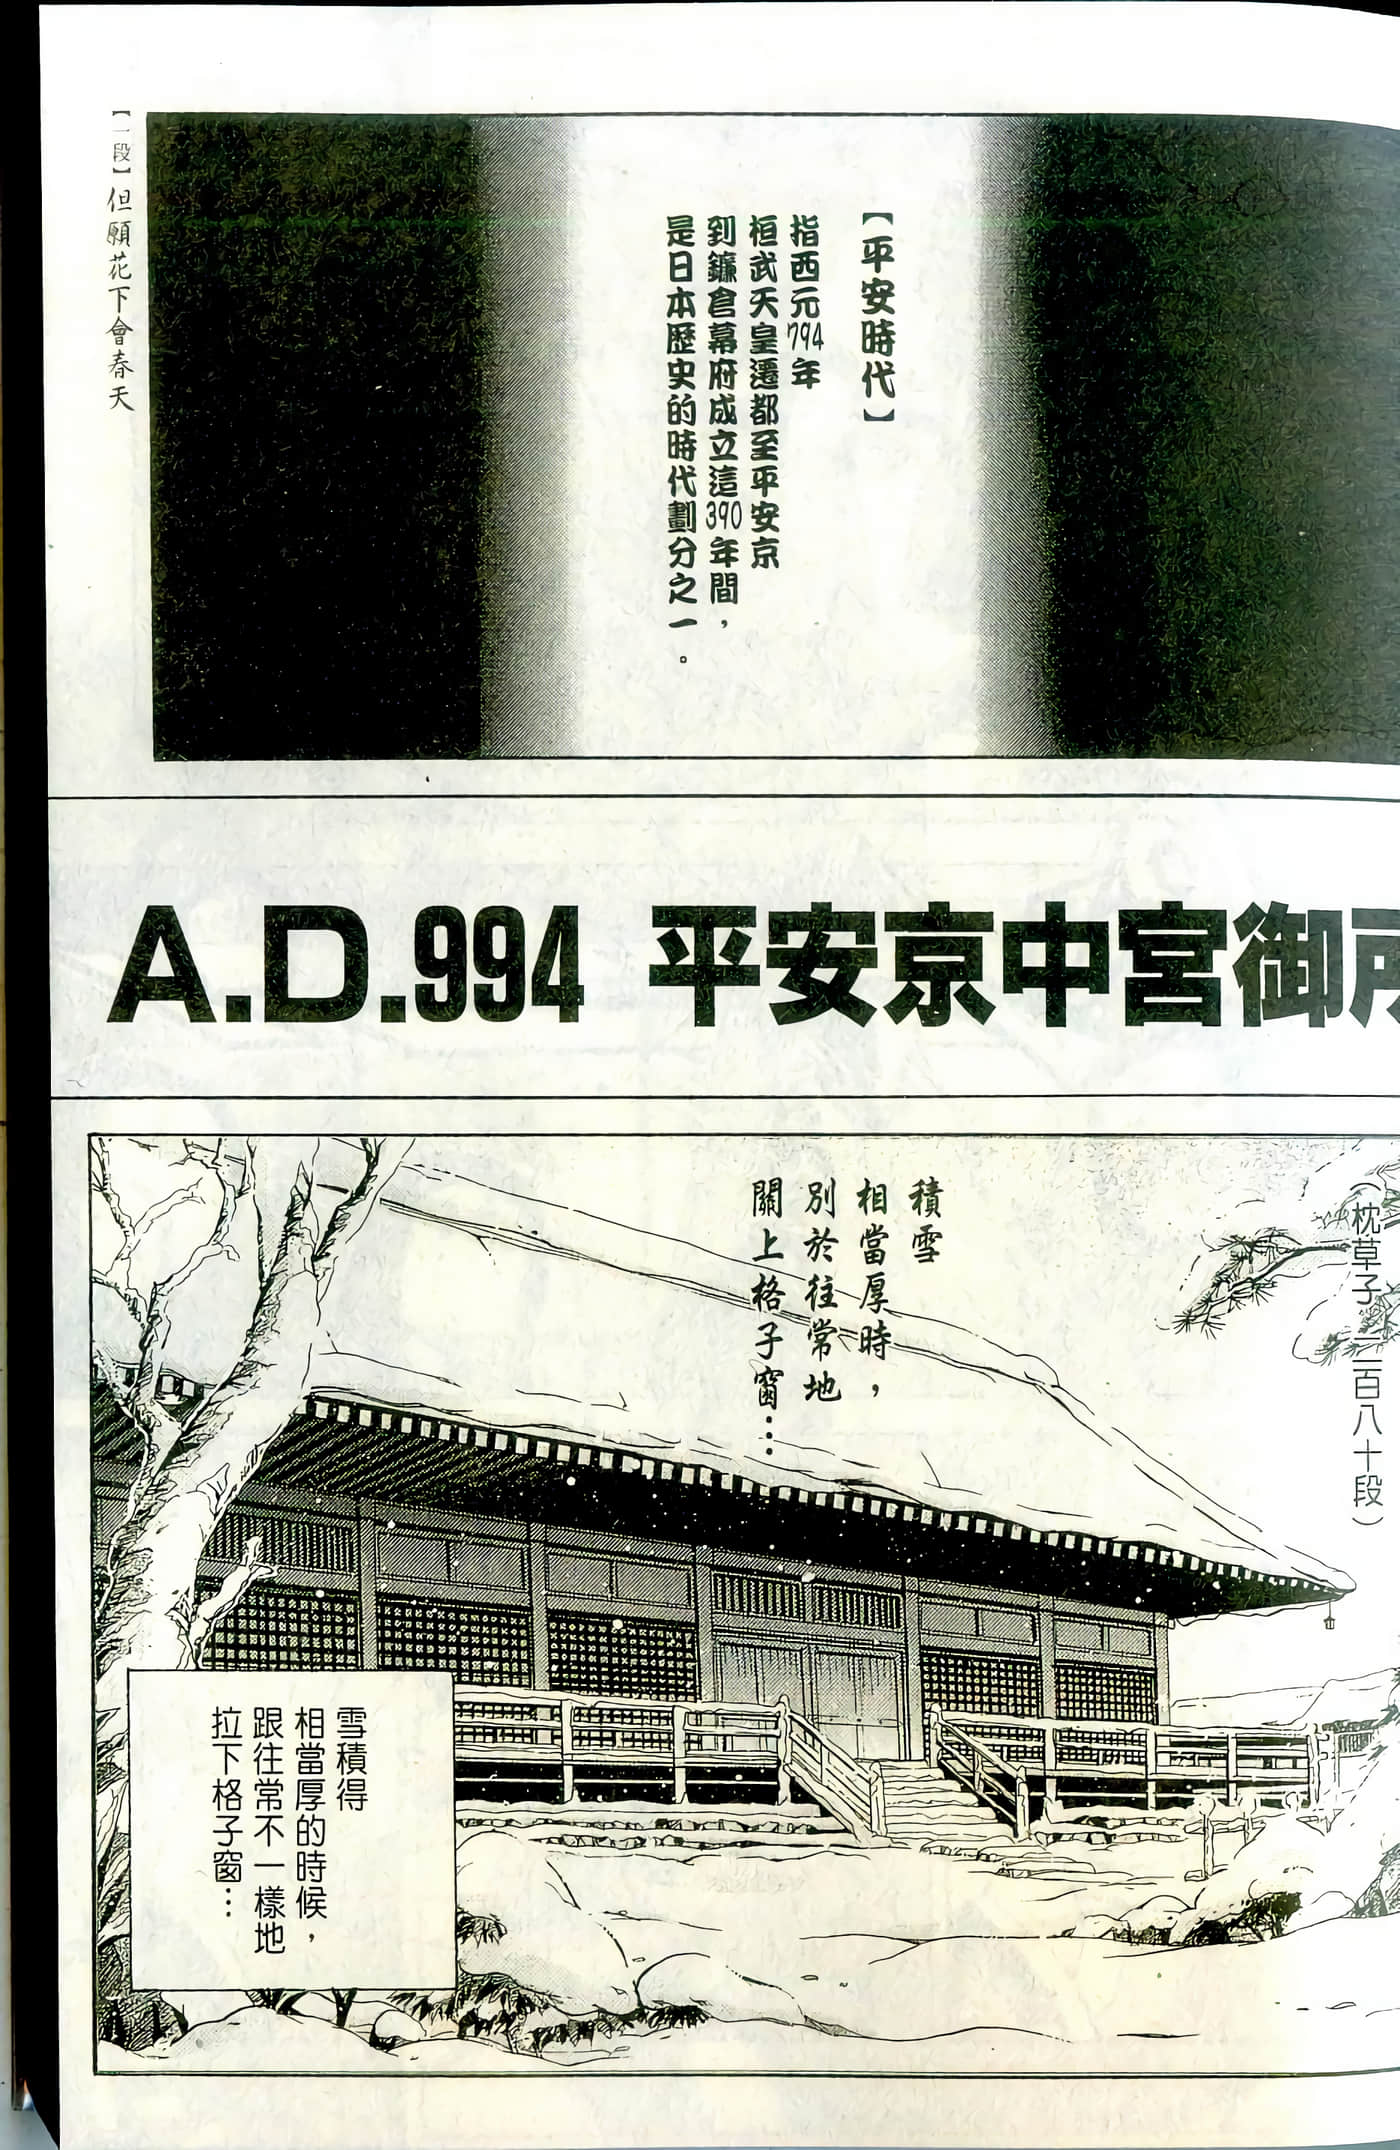 【平安時代】
指西元794年
桓武天皇遷都至平安京
到鐮倉幕府成立這390年間，
是日本歷史的時代劃分之一。
【一段】但願花下會春天
A.D.994 平安京中宮御所
（枕草子 二百八十段）
積雪
相當厚時，
別於往常地
關上格子窗…
雪積得
相當厚的時候，
跟往常不一樣地
拉下格子窗…